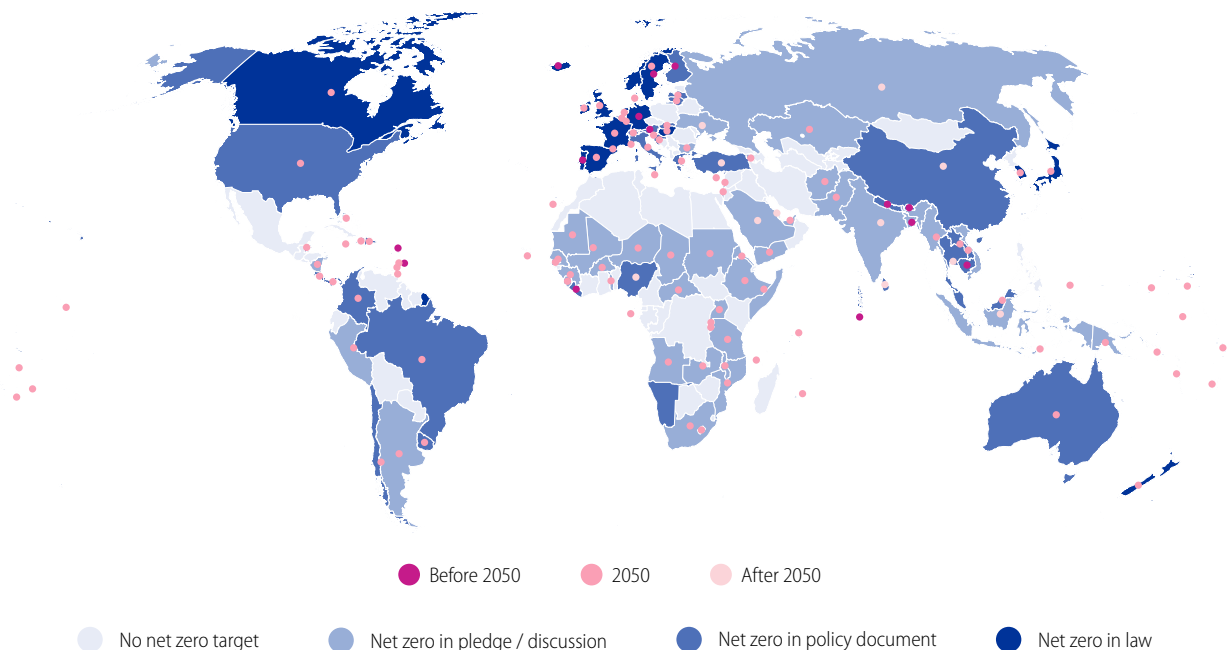 Before 2050 2050 After 2050
No net zero target Net zero in pledge / discussion Net zero in policy document Net zero in law